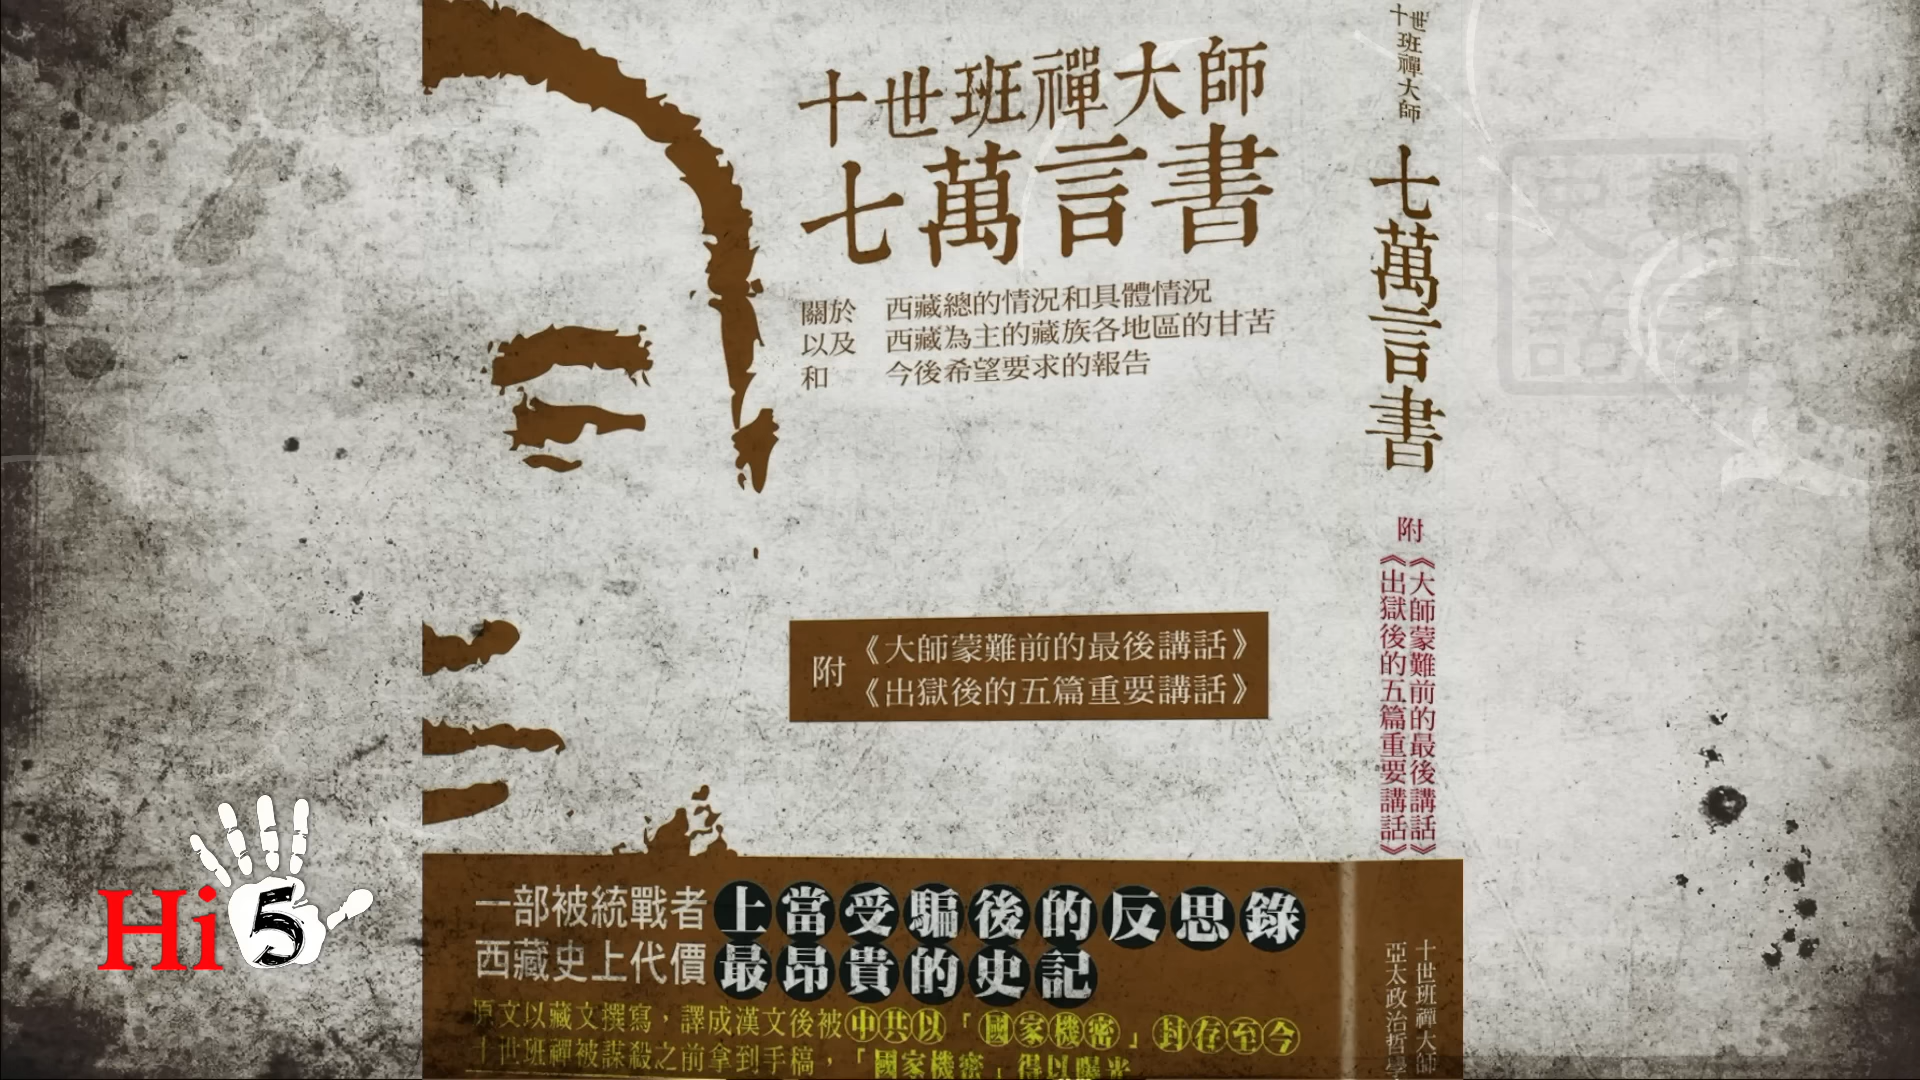 十世班禪大師
七萬言書
關於 西藏總的情況和具體情況
以及 西藏為主的藏族各地區的甘苦
和 今後希望要求的報告
附
《大師蒙難前的最後講話》
《出獄後的五篇重要講話》
一部被統戰者上當受騙後的反思錄
西藏史上代價最昂貴的史記
原文以藏文撰寫，譯成漢文後被中共以「國家機密」封存至今
十世班禪被謀殺之前拿到手稿，「國家機密」得以曝光
十世班禪大師
七萬言書
附
《大師蒙難前的最後講話》
《出獄後的五篇重要講話》
十世班禪大師
亞太政治哲學
Hi5